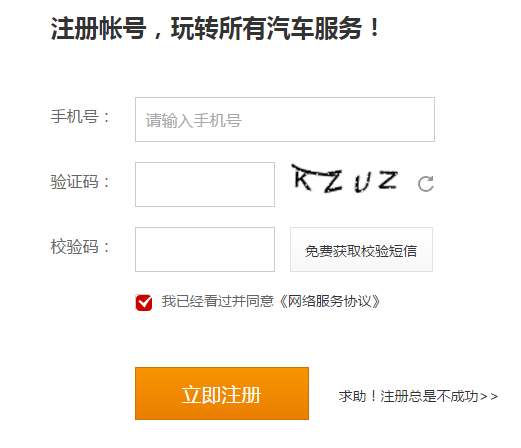 注册帐号，玩转所有汽车服务！
手机号： 请输入手机号
验证码： KZUZ
校验码： 免费获取校验短信
我已经看过并同意《网络服务协议》
立即注册 求助！注册总是不成功>>